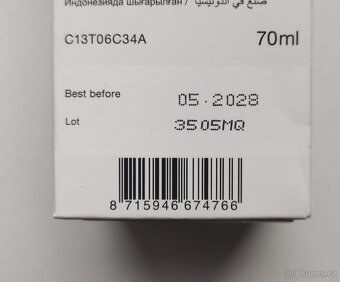 Индонезияда шығарылған / صنع في اندونيسيا
C13T06C34A 70ml
Best before 05.2028
Lot 3505MQ
8 715946 674766